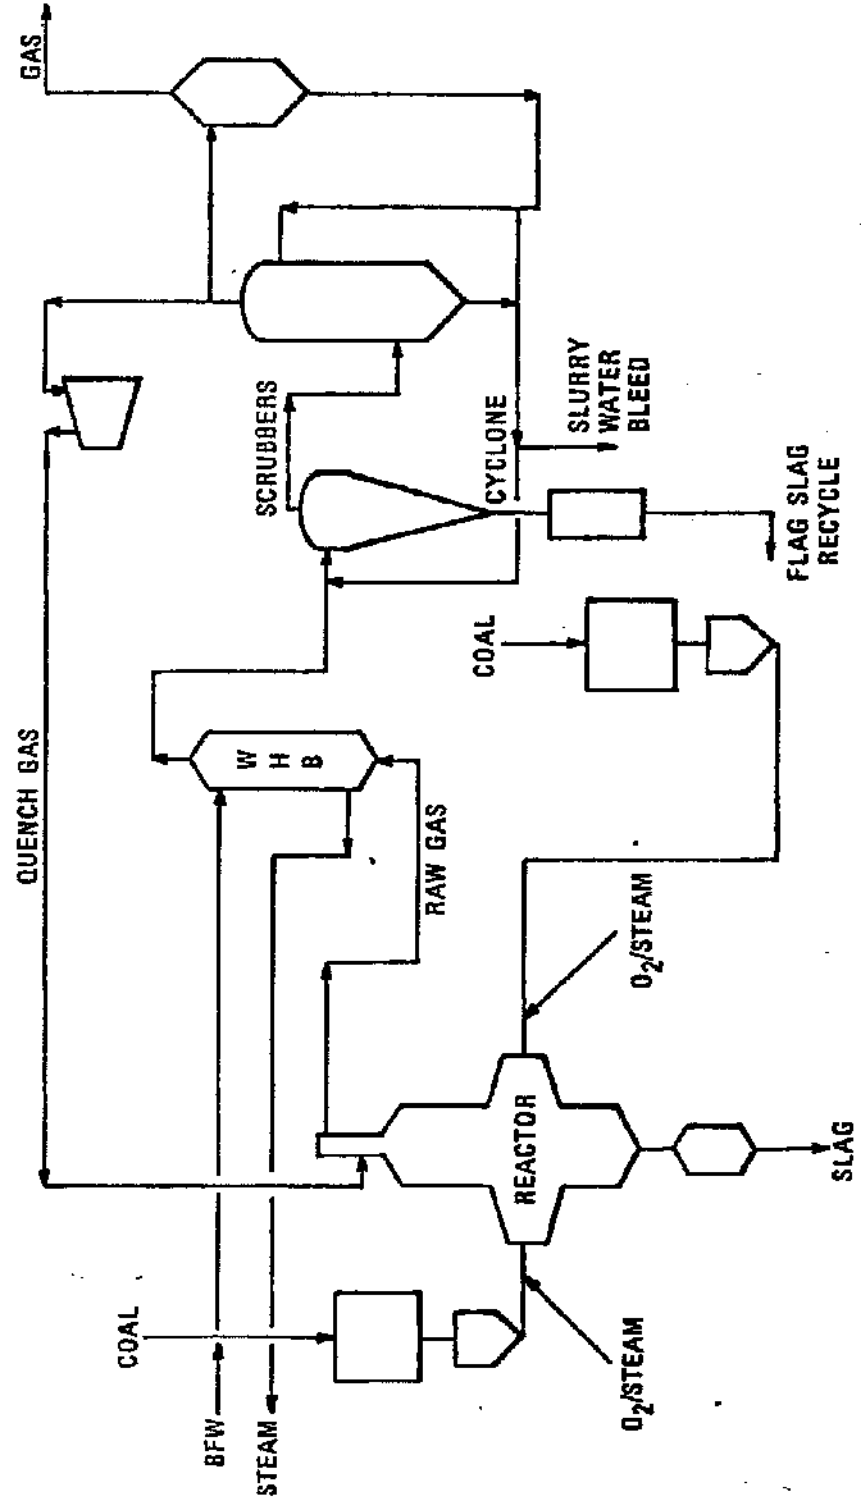 GAS
QUENCH GAS
SCRUBBERS
CYCLONE
SLURRY
WATER
BLEED
FLAG SLAG
RECYCLE
COAL
W
H
B
RAW GAS
O2/STEAM
REACTOR
SLAG
COAL
BFW
STEAM
O2/STEAM